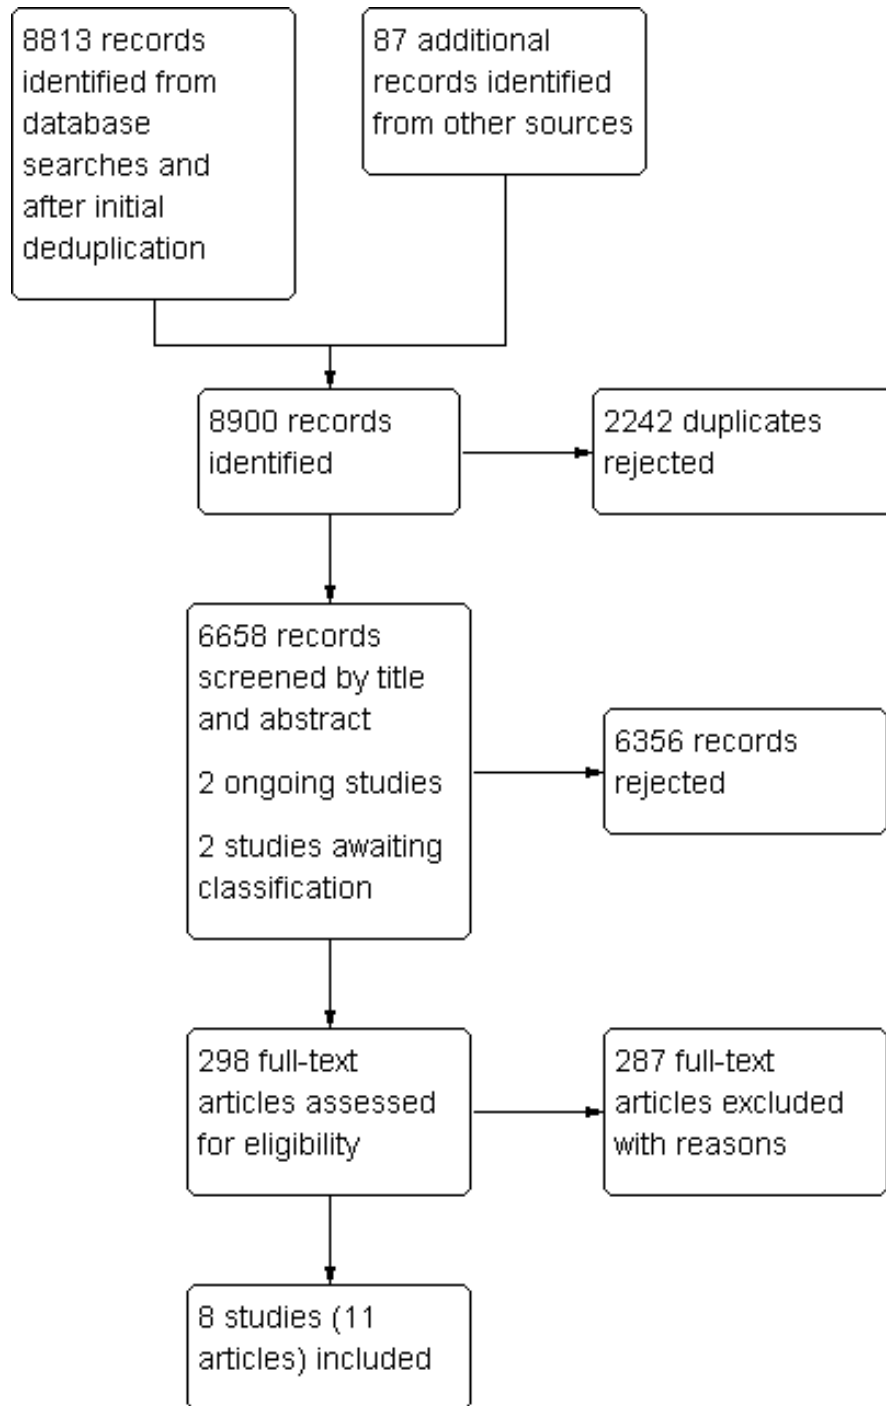 8813 records
identified from
database
searches and
after initial
deduplication
87 additional
records identified
from other sources
8900 records
identified
2242 duplicates
rejected
6658 records
screened by title
and abstract
2 ongoing studies
2 studies awaiting
classification
6356 records
rejected
298 full-text
articles assessed
for eligibility
287 full-text
articles excluded
with reasons
8 studies (11
articles) included